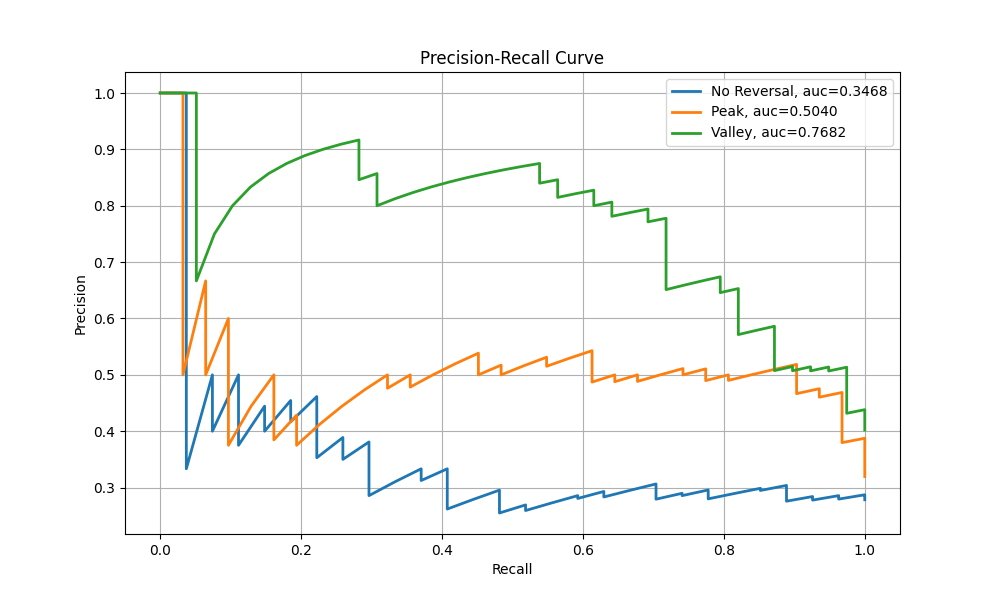 Precision-Recall Curve
No Reversal, auc=0.3468
Peak, auc=0.5040
Valley, auc=0.7682
Precision
1.0
0.9
0.8
0.7
0.6
0.5
0.4
0.3
0.0 0.2 0.4 0.6 0.8 1.0
Recall